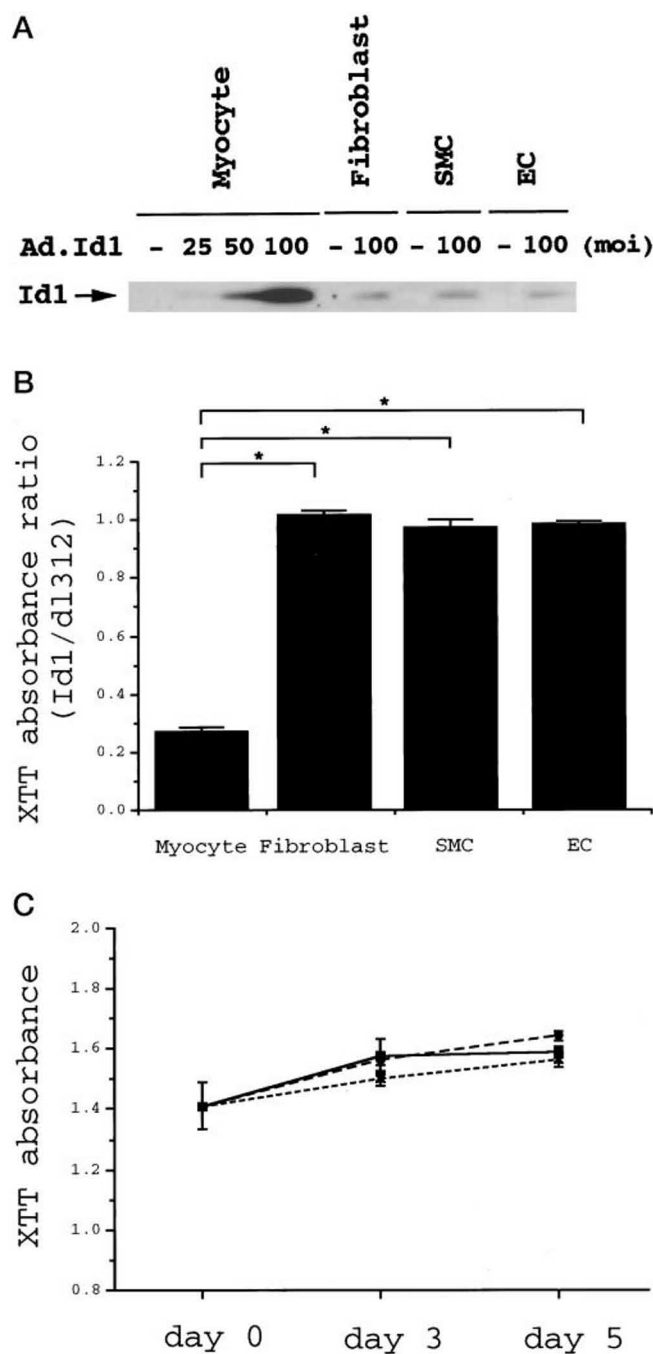 A
Myocyte
Fibroblast
SMC
EC
Ad.Id1 - 25 50 100 - 100 - 100 - 100 (moi)
Id1
B
* 
*
*
XTT absorbance ratio
(Id1/dl312)
1.2
1.0
0.8
0.6
0.4
0.2
0.0
Myocyte Fibroblast SMC EC
C
XTT absorbance
2.0
1.8
1.6
1.4
1.2
1.0
0.8
day 0 day 3 day 5